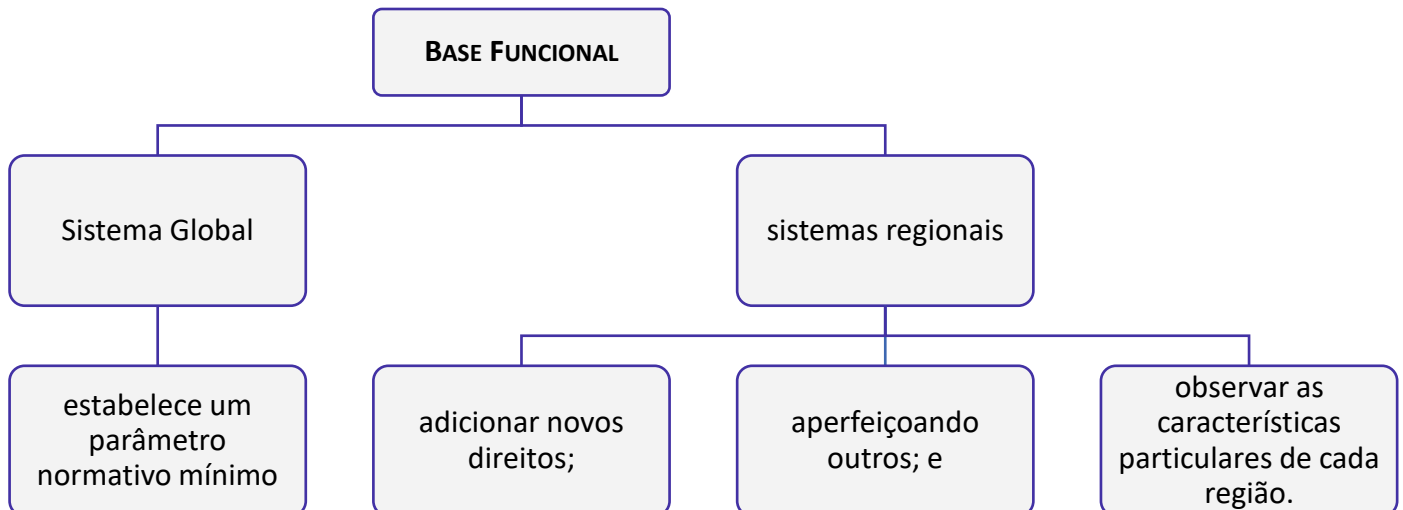 BASE FUNCIONAL
Sistema Global
sistemas regionais
estabelece um
parâmetro
normativo mínimo
adicionar novos
direitos;
aperfeiçoando
outros; e
observar as
características
particulares de cada
região.